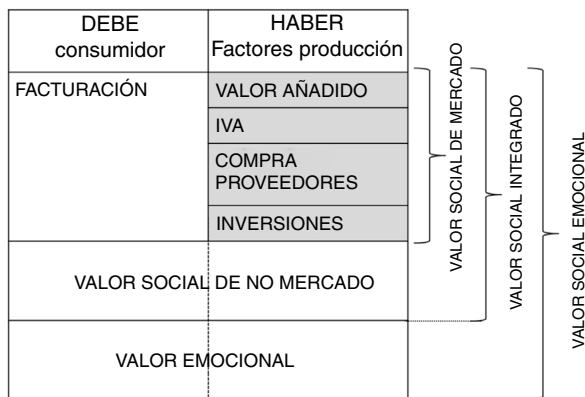 DEBE
consumidor
HABER
Factores producción
FACTURACIÓN
VALOR AÑADIDO
IVA
COMPRA
PROVEEDORES
INVERSIONES
VALOR SOCIAL DE NO MERCADO
VALOR EMOCIONAL
VALOR SOCIAL DE MERCADO
VALOR SOCIAL INTEGRADO
VALOR SOCIAL EMOCIONAL